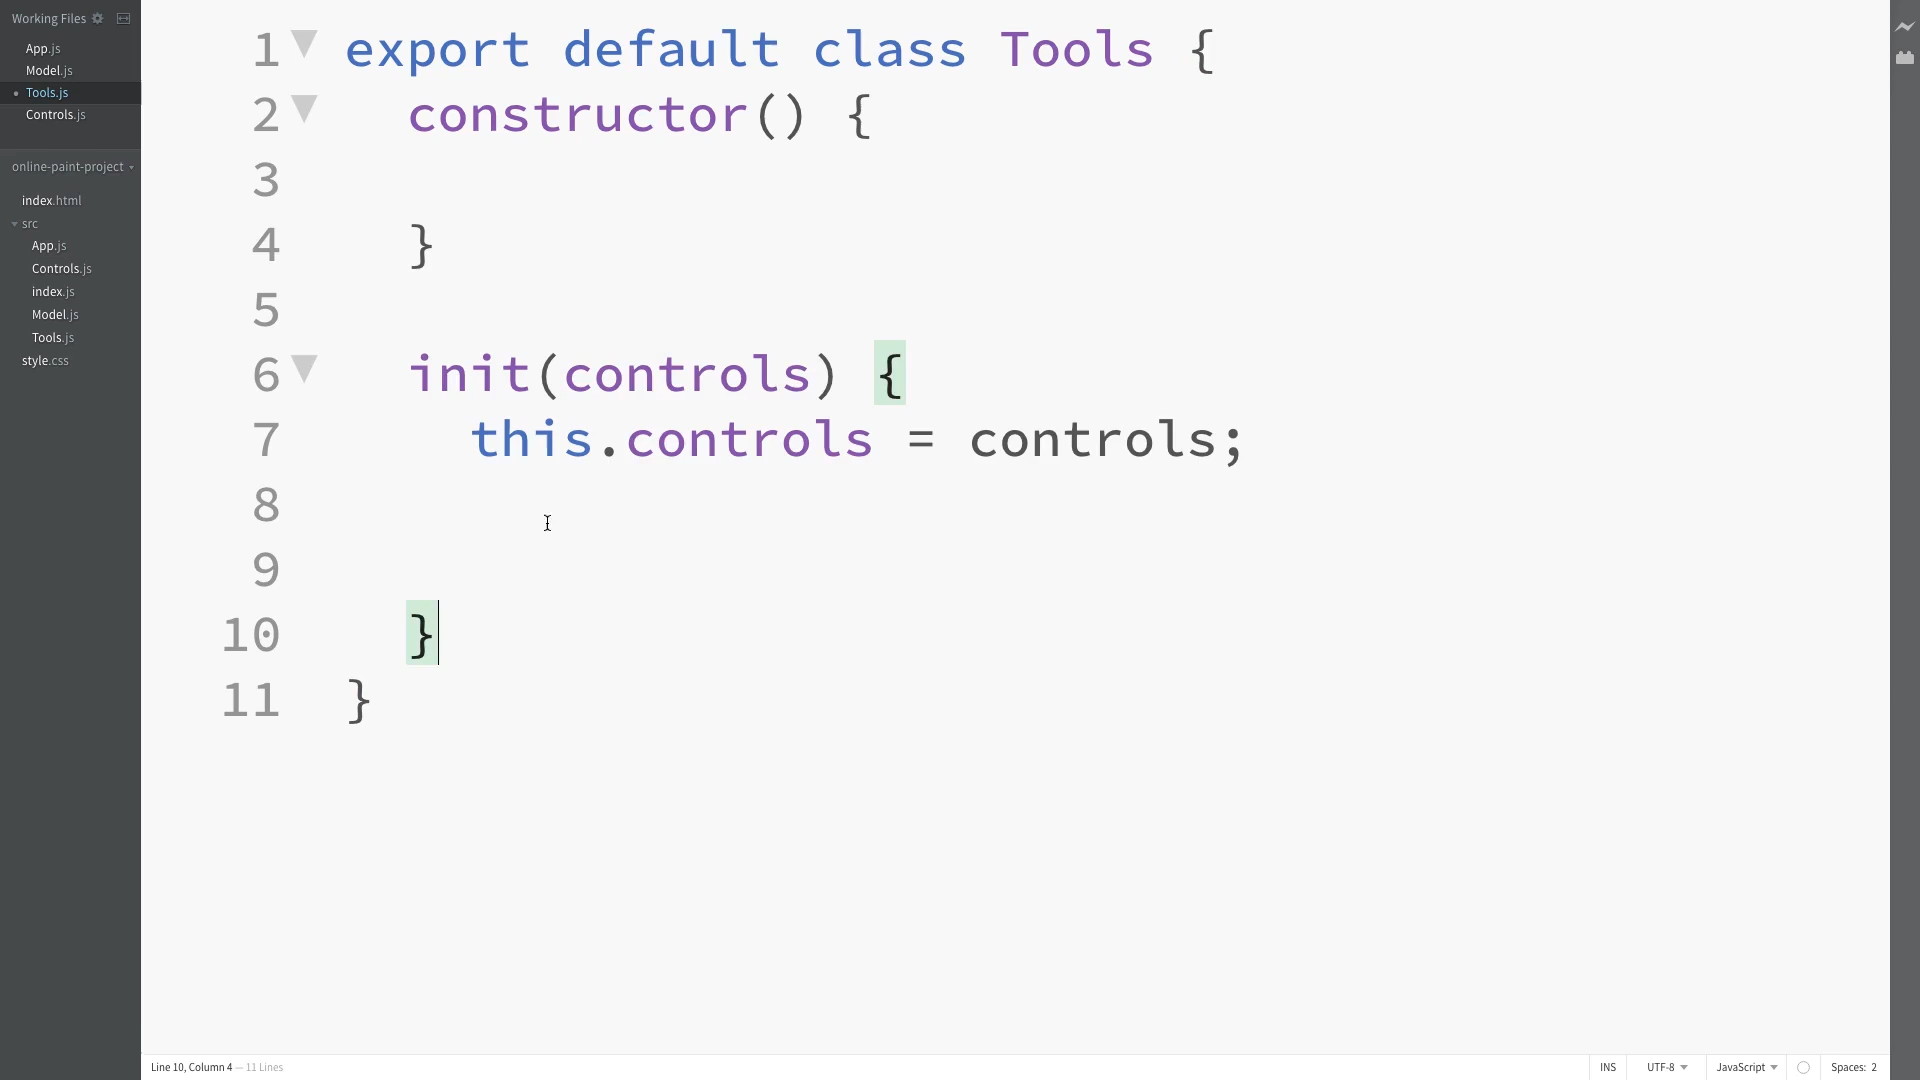 Working Files
App.js
Model.js
Tools.js
Controls.js
online-paint-project
index.html
src
App.js
Controls.js
index.js
Model.js
Tools.js
style.css
1 export default class Tools {
2 constructor() {
3
4 }
5
6 init(controls) {
7 this.controls = controls;
8
9
10 }
11 }
Line 10, Column 4 — 11 Lines
INS UTF-8 JavaScript Spaces: 2